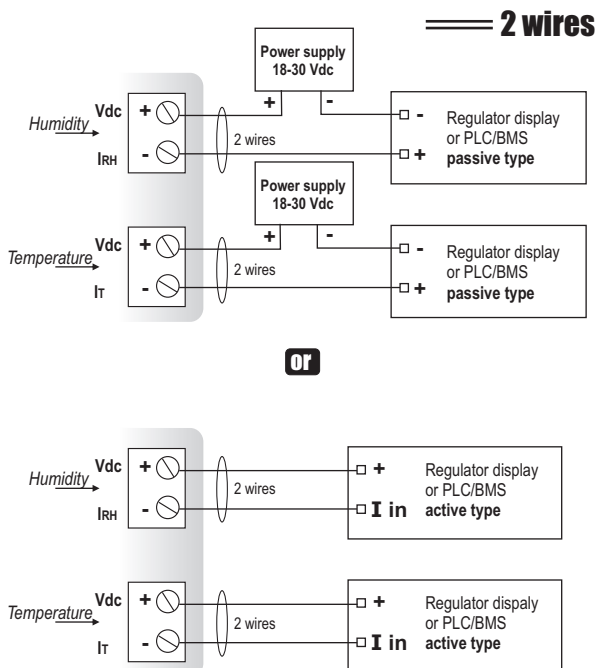 2 wires
Power supply
18-30 Vdc
+ -
Humidity
Vdc
+
IRH
-
2 wires
- Regulator display
or PLC/BMS
+ passive type
Power supply
18-30 Vdc
+ -
Temperature
Vdc
+
IT
-
2 wires
- Regulator display
or PLC/BMS
+ passive type
or
Humidity
Vdc
+
IRH
-
2 wires
+ Regulator display
or PLC/BMS
I in active type
Temperature
Vdc
+
IT
-
2 wires
+ Regulator dispaly
or PLC/BMS
I in active type